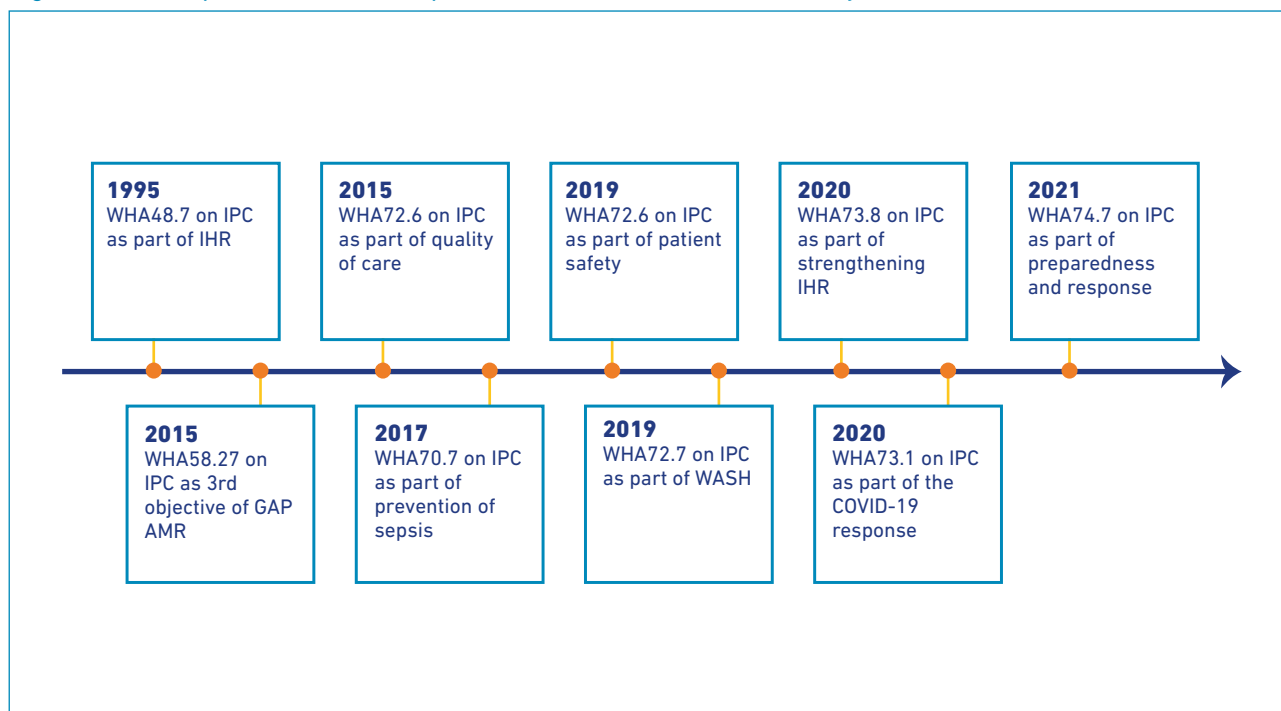 1995
WHA48.7 on IPC
as part of IHR
2015
WHA72.6 on IPC
as part of quality
of care
2019
WHA72.6 on IPC
as part of patient
safety
2020
WHA73.8 on IPC
as part of
strengthening
IHR
2021
WHA74.7 on IPC
as part of
preparedness
and response
2015
WHA58.27 on
IPC as 3rd
objective of GAP
AMR
2017
WHA70.7 on IPC
as part of
prevention of
sepsis
2019
WHA72.7 on IPC
as part of WASH
2020
WHA73.1 on IPC
as part of the
COVID-19
response